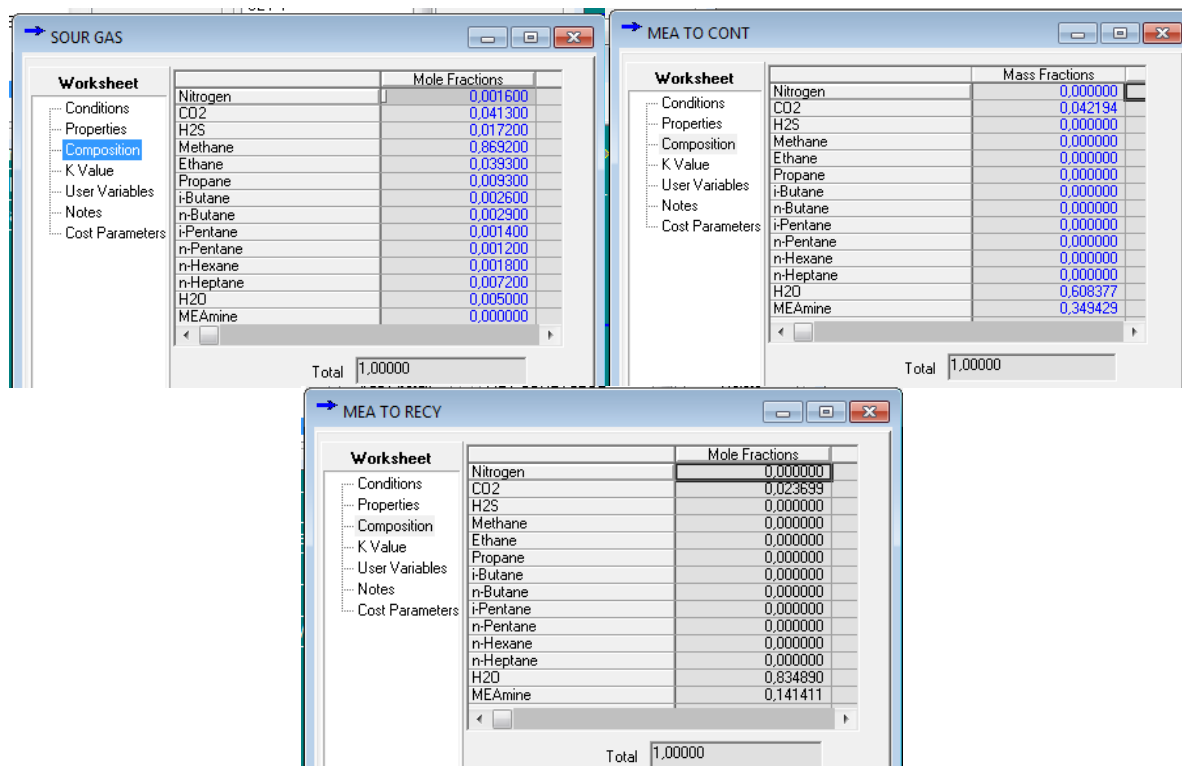 SOUR GAS
Worksheet
Conditions
Properties
Composition
K Value
User Variables
Notes
Cost Parameters
Mole Fractions
Nitrogen 0,001600
CO2 0,041300
H2S 0,017200
Methane 0,869200
Ethane 0,039300
Propane 0,009300
i-Butane 0,002600
n-Butane 0,002900
i-Pentane 0,001400
n-Pentane 0,001200
n-Hexane 0,001800
n-Heptane 0,007200
H2O 0,005000
MEAmine 0,000000
Total 1,00000
MEA TO CONT
Worksheet
Conditions
Properties
Composition
K Value
User Variables
Notes
Cost Parameters
Mass Fractions
Nitrogen 0,000000
CO2 0,042194
H2S 0,000000
Methane 0,000000
Ethane 0,000000
Propane 0,000000
i-Butane 0,000000
n-Butane 0,000000
i-Pentane 0,000000
n-Pentane 0,000000
n-Hexane 0,000000
n-Heptane 0,000000
H2O 0,608377
MEAmine 0,349429
Total 1,00000
MEA TO RECY
Worksheet
Conditions
Properties
Composition
K Value
User Variables
Notes
Cost Parameters
Mole Fractions
Nitrogen 0,000000
CO2 0,023699
H2S 0,000000
Methane 0,000000
Ethane 0,000000
Propane 0,000000
i-Butane 0,000000
n-Butane 0,000000
i-Pentane 0,000000
n-Pentane 0,000000
n-Hexane 0,000000
n-Heptane 0,000000
H2O 0,834890
MEAmine 0,141411
Total 1,00000